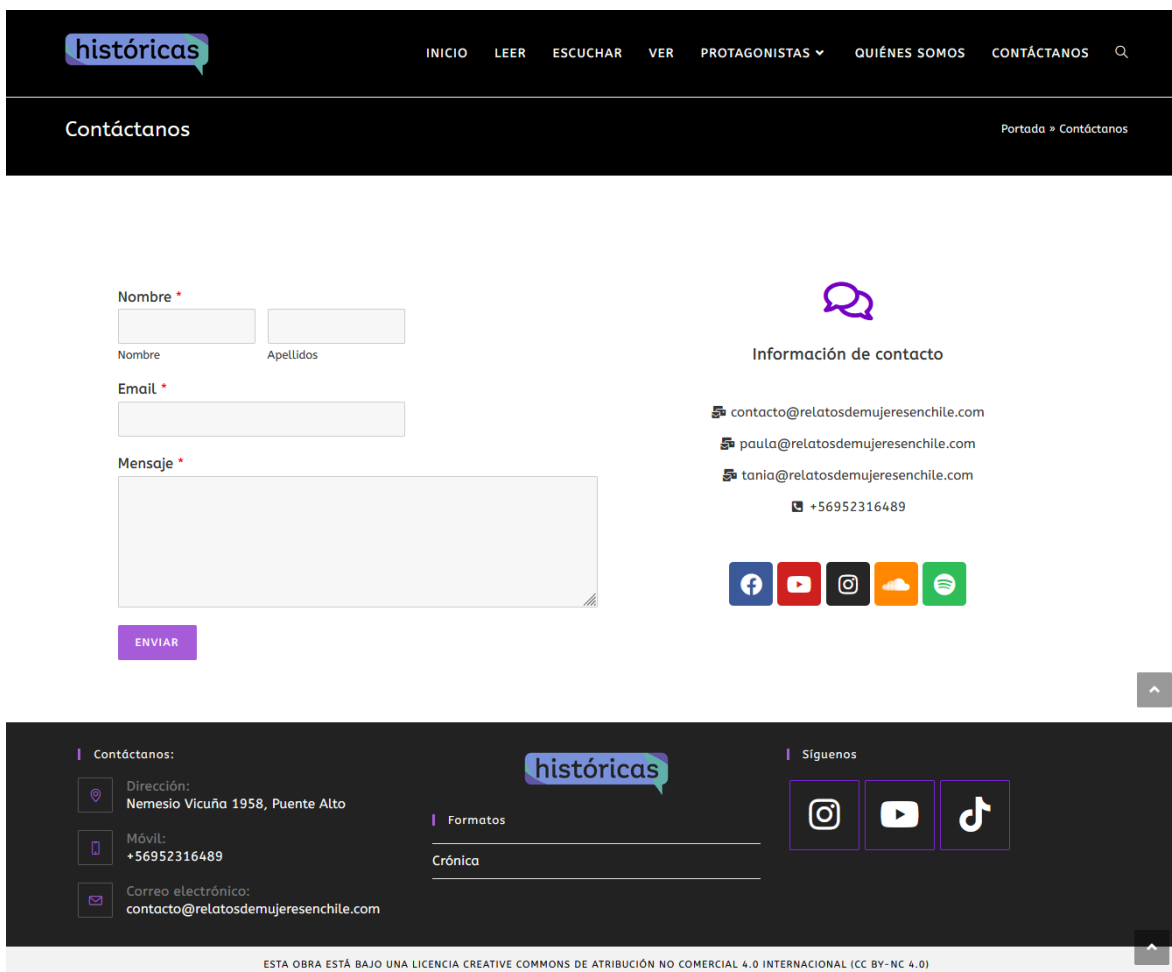 históricas
INICIO LEER ESCUCHAR VER PROTAGONISTAS QUIÉNES SOMOS CONTÁCTANOS
Contáctanos
Portada » Contáctanos
Nombre *
Nombre Apellidos
Email *
Mensaje *
ENVIAR
Información de contacto
contacto@relatosdemujeresenchile.com
paula@relatosdemujeresenchile.com
tania@relatosdemujeresenchile.com
+56952316489
Contáctanos:
Dirección:
Nemesio Vicuña 1958, Puente Alto
Móvil:
+56952316489
Correo electrónico:
contacto@relatosdemujeresenchile.com
históricas
Formatos
Crónica
Síguenos
ESTA OBRA ESTÁ BAJO UNA LICENCIA CREATIVE COMMONS DE ATRIBUCIÓN NO COMERCIAL 4.0 INTERNACIONAL (CC BY-NC 4.0)